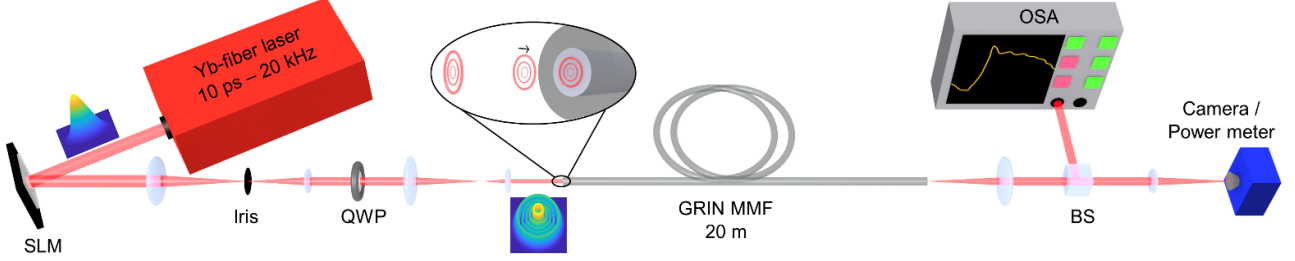 Yb-fiber laser
10 ps – 20 kHz
SLM
Iris
QWP
GRIN MMF
20 m
OSA
BS
Camera /
Power meter